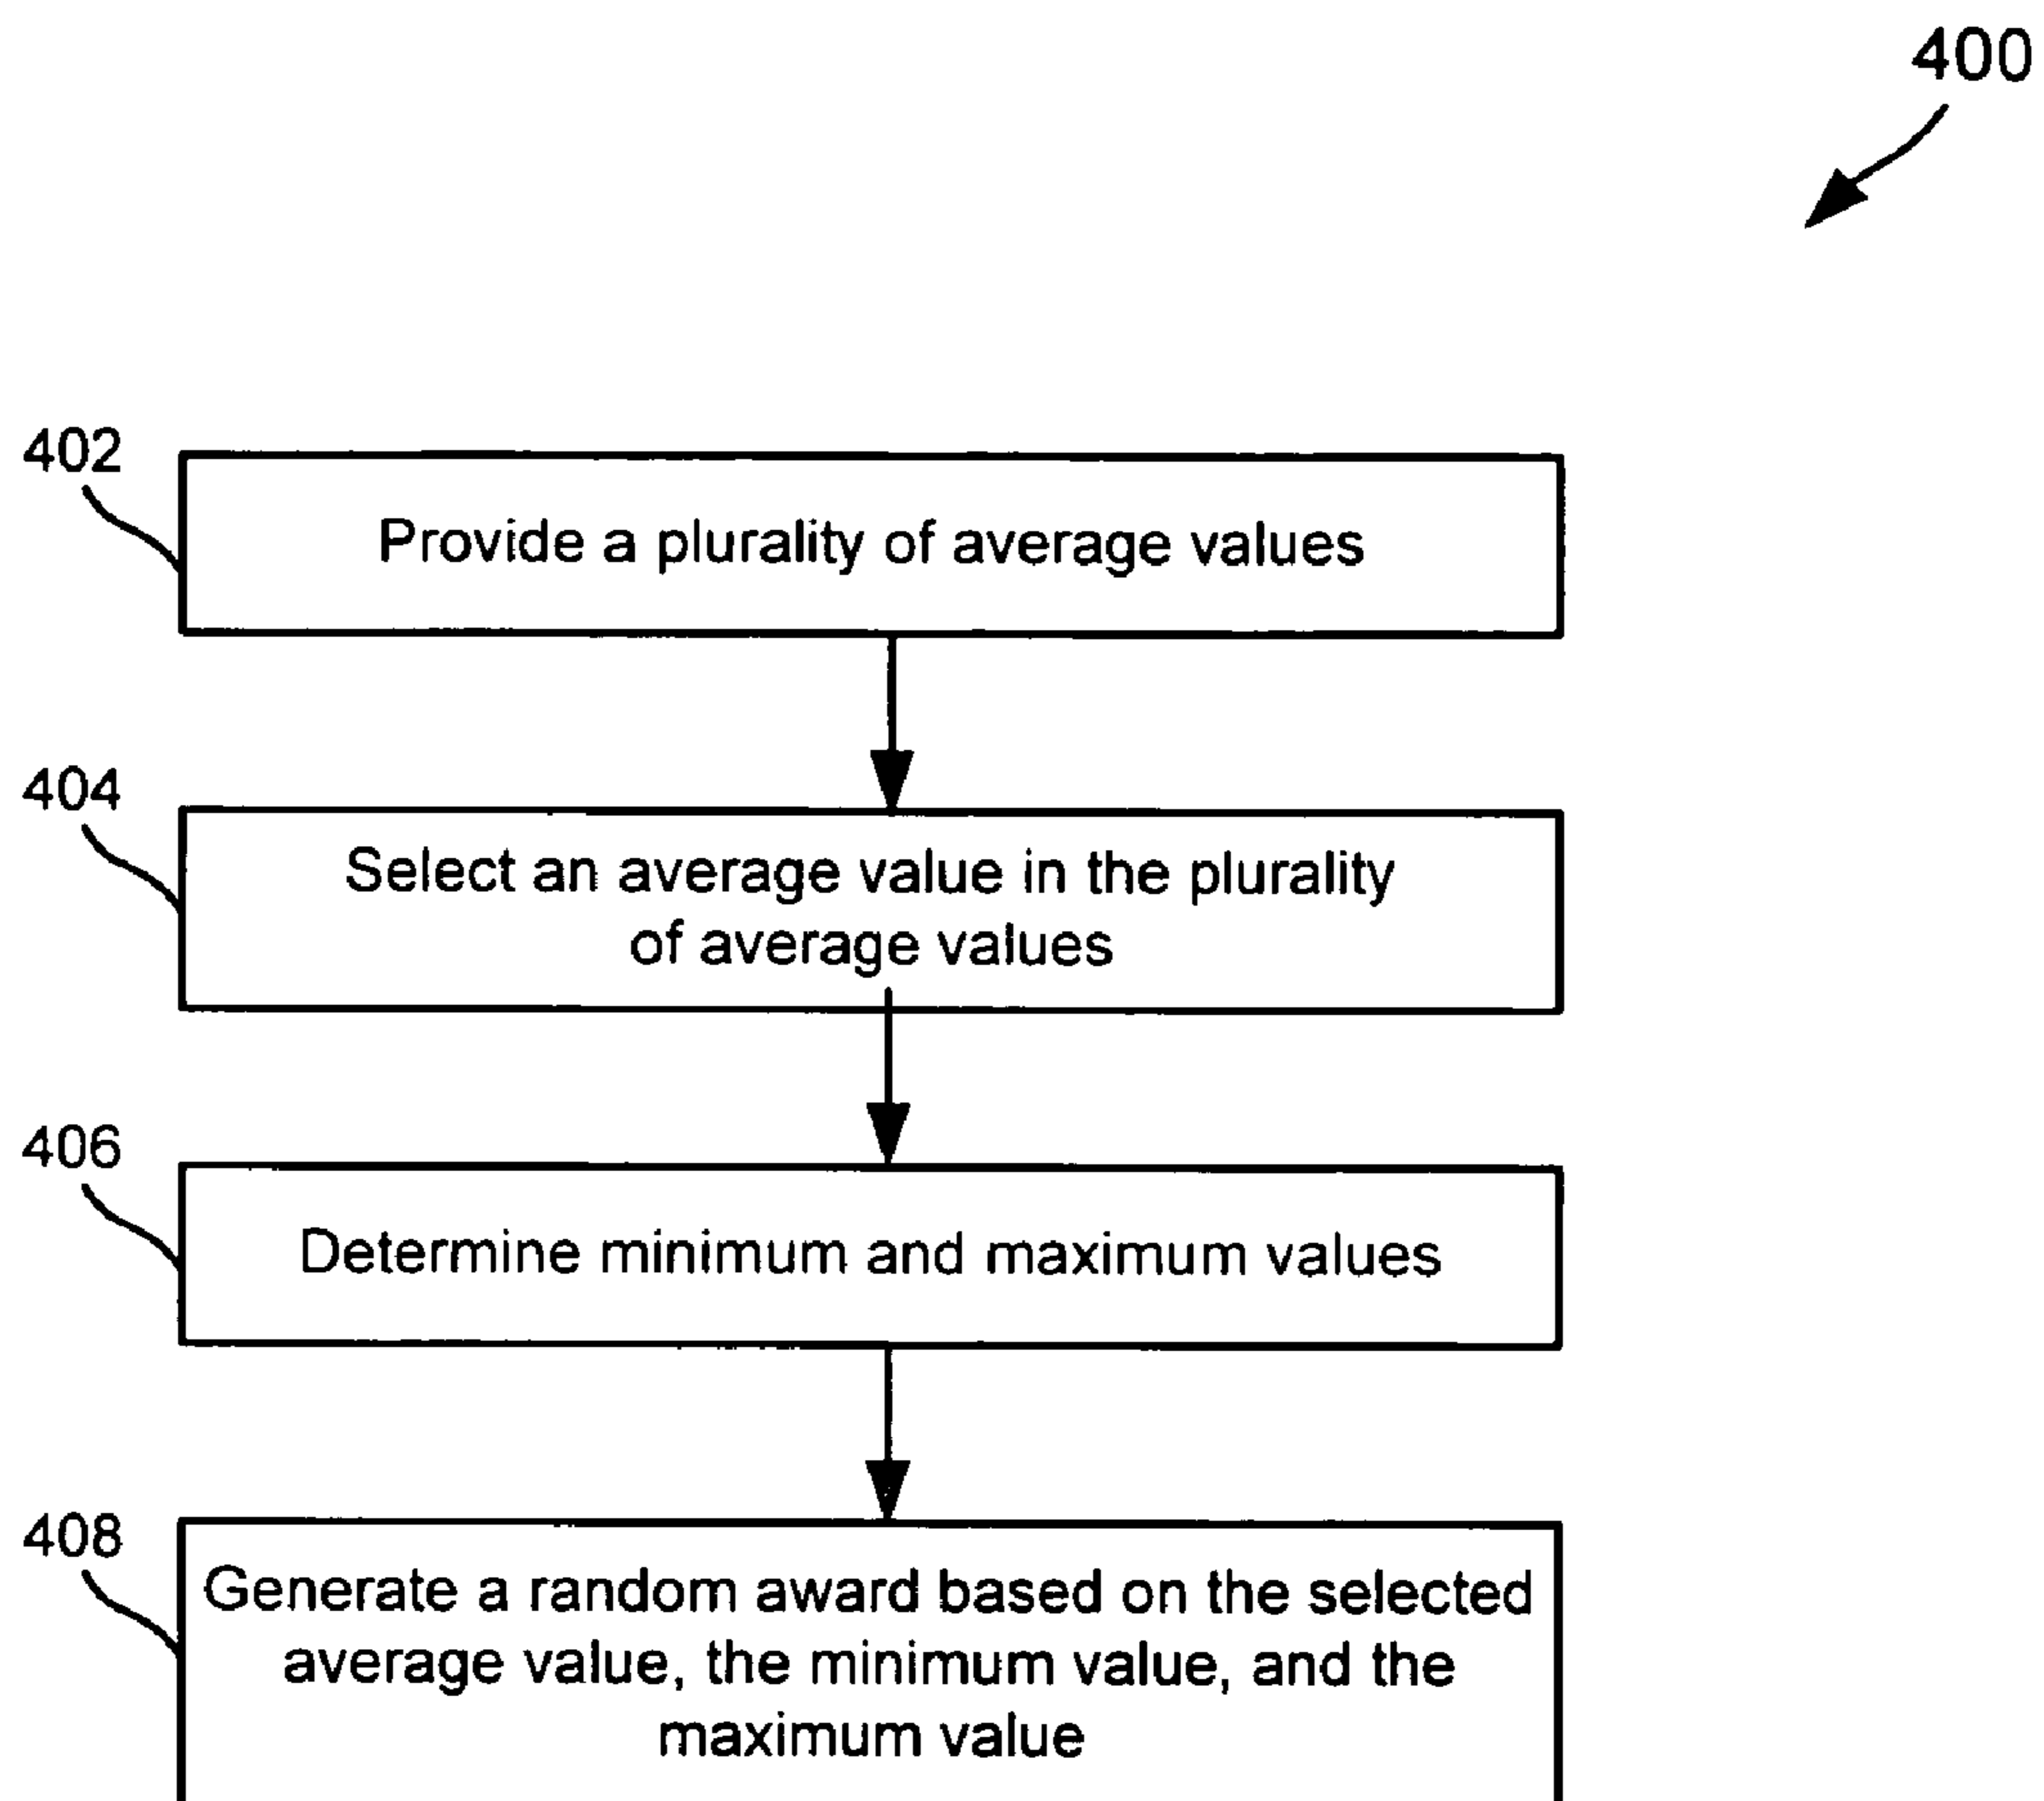 400
402
Provide a plurality of average values
404
Select an average value in the plurality
of average values
406
Determine minimum and maximum values
408
Generate a random award based on the selected
average value, the minimum value, and the
maximum value